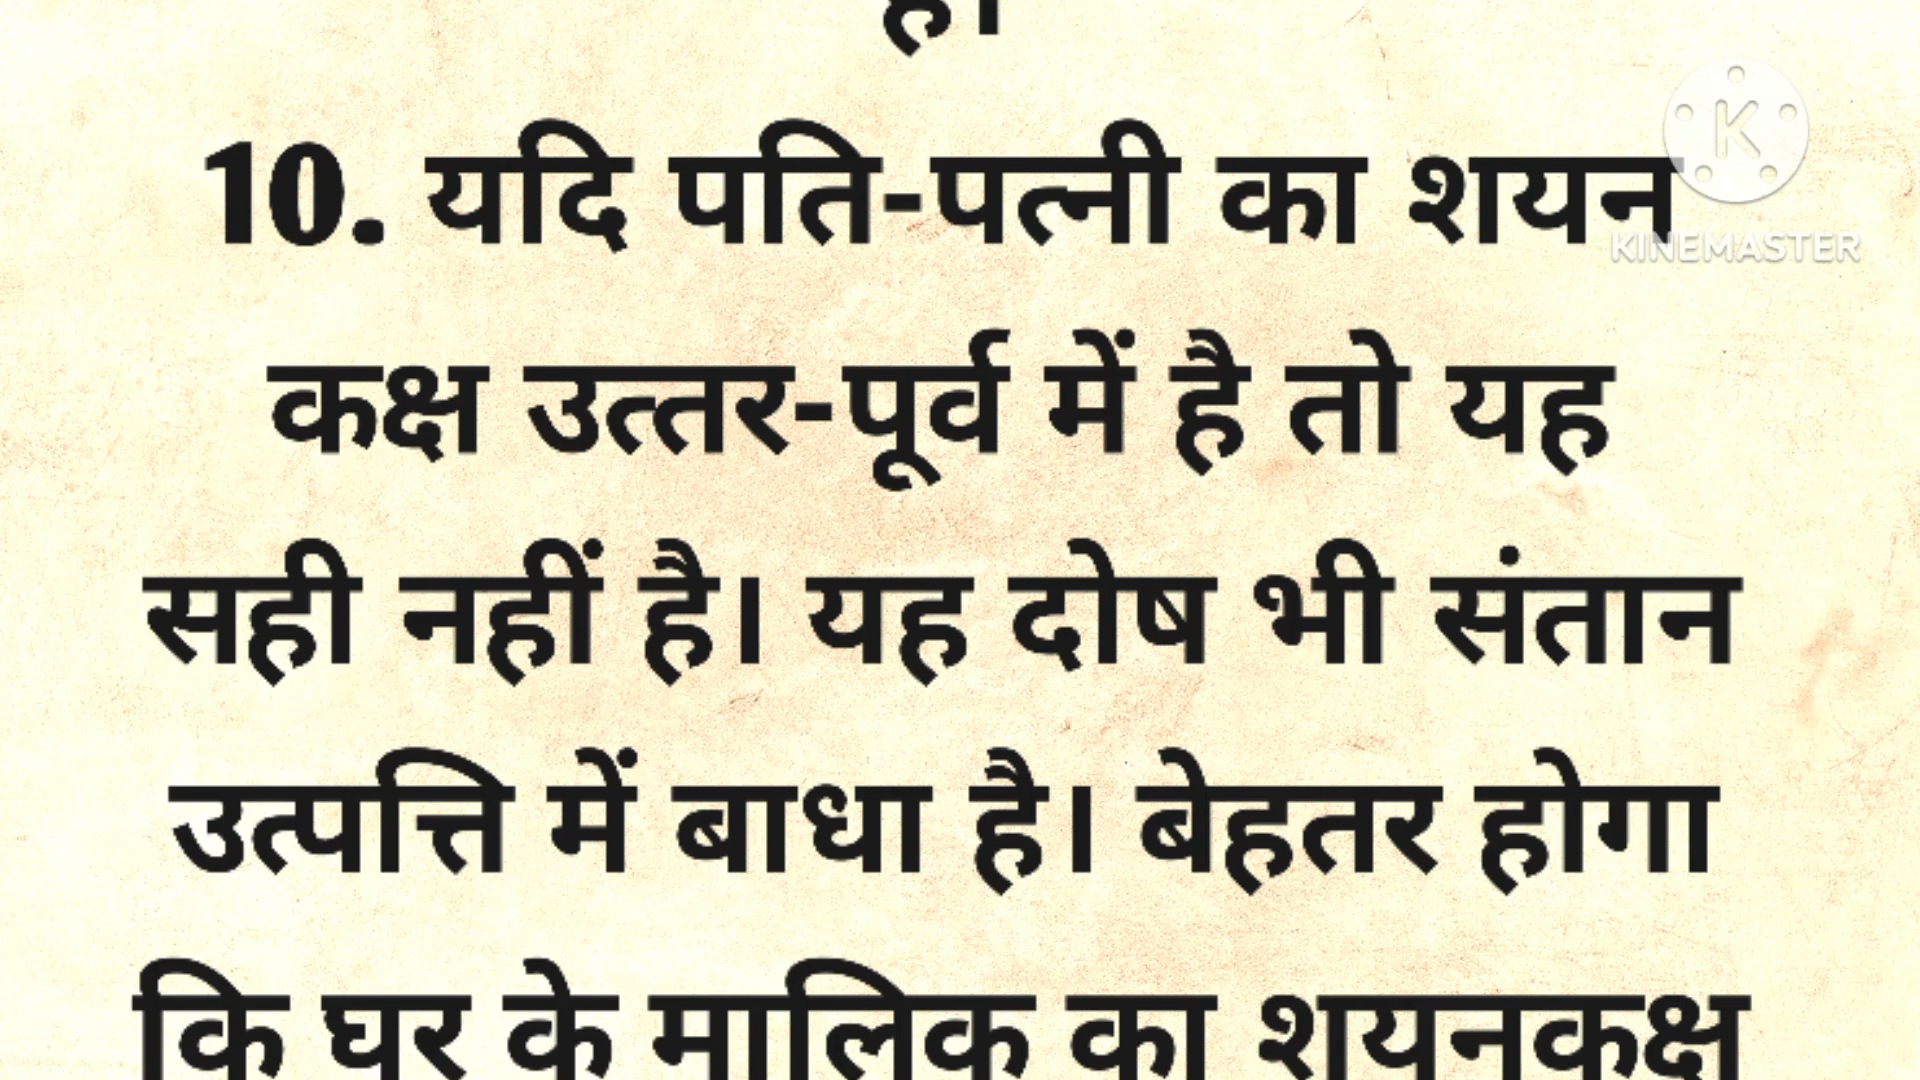 है।
10. यदि पति-पत्नी का शयन
KINEMASTER
कक्ष उत्तर-पूर्व में है तो यह
सही नहीं है। यह दोष भी संतान
उत्पत्ति में बाधा है। बेहतर होगा
कि घर के मालिक का शयनकक्ष